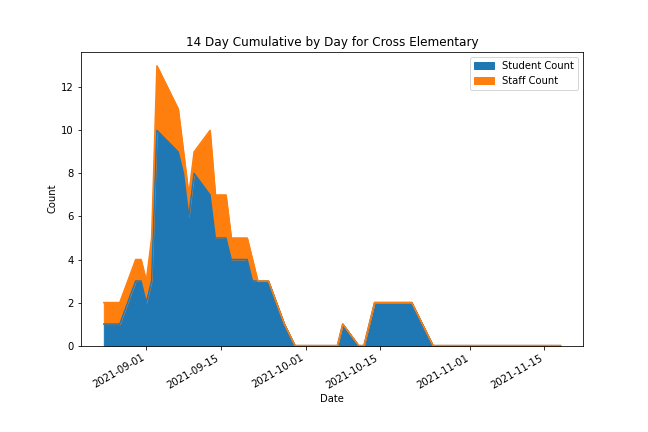 14 Day Cumulative by Day for Cross Elementary
Student Count
Staff Count
12
10
8
6
4
2
0
Count
2021-09-01
2021-09-15
2021-10-01
2021-10-15
2021-11-01
2021-11-15
Date